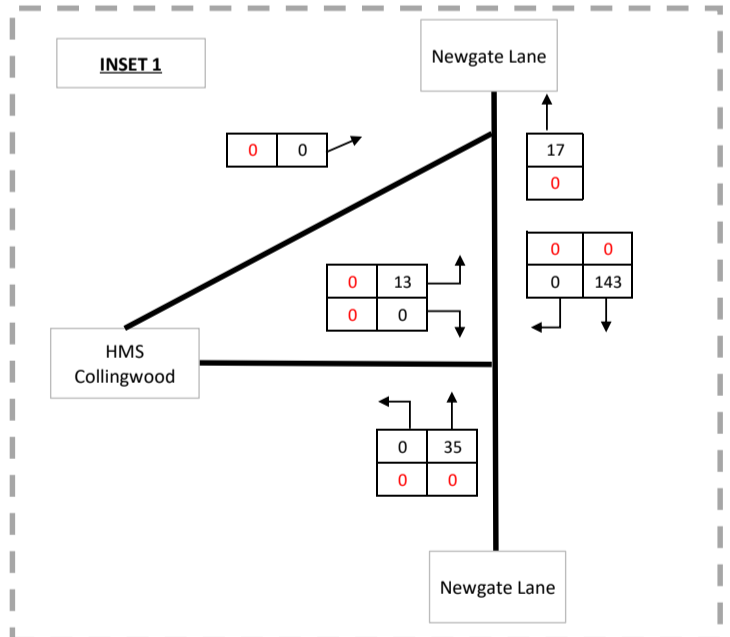 Newgate Lane
INSET 1
0 0
17
0
0 0
0 143
0 13
0 0
HMS
Collingwood
0 35
0 0
Newgate Lane